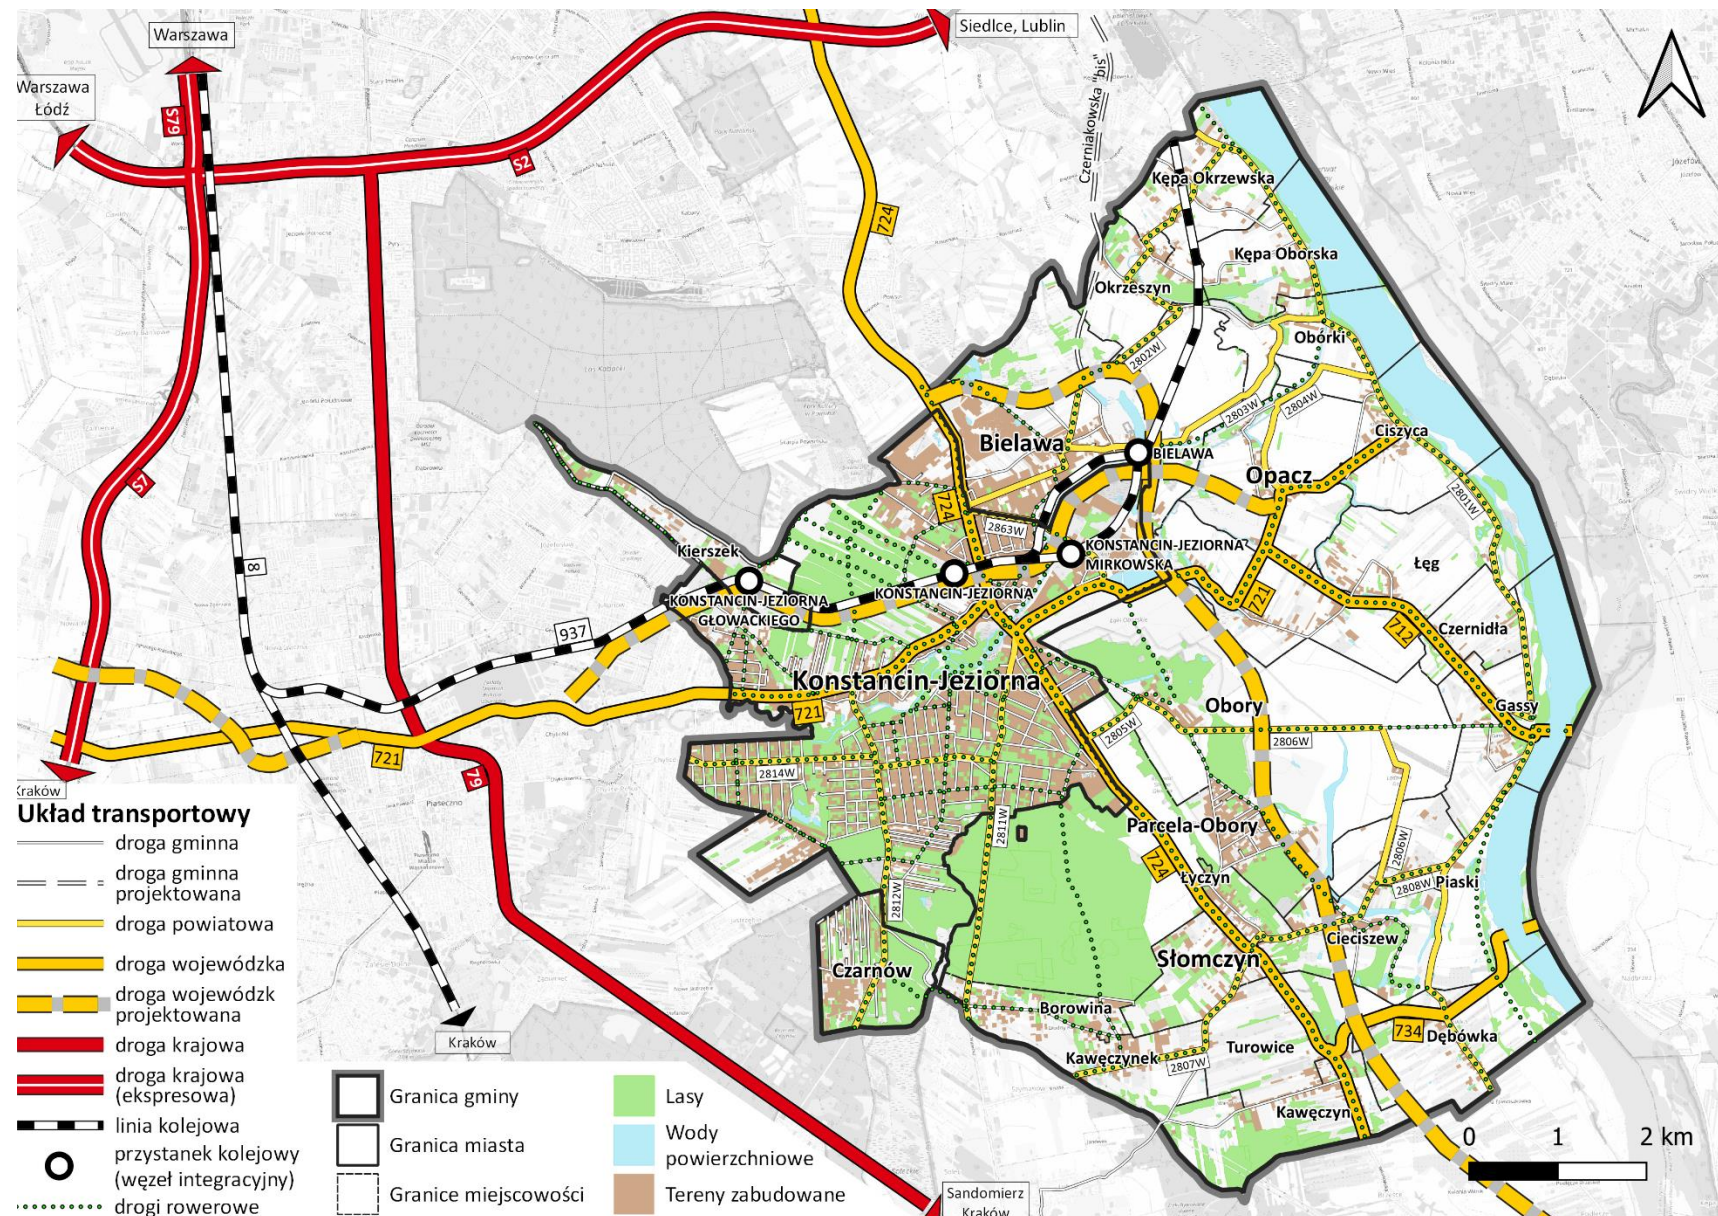 Warszawa
Siedlce, Lublin
Warszawa
Łódź
S79
S2
724
Czerniakowska "bis"
Kępa Okrzewska
Kępa Oborska
Okrzeszyn
Obórki
2802W
2803W
2804W
Ciszyca
Bielawa
BIELAWA
Opacz
2801W
S7
724
2863W
Kierszek
KONSTANCIN-JEZIORNA
MIRKOWSKA
Łęg
8
KONSTANCIN-JEZIORNA
GŁOWACKIEGO
KONSTANCIN-JEZIORNA
721
712
Czernidła
937
Konstancin-Jeziorna
721
Obory
Gassy
2805W
2806W
721
79
2814W
Kraków
2811W
Parcela-Obory
2806W
724
Łyczyn
2808W
Piaski
2812W
Cieciszew
Słomczyn
Czarnów
Borowina
734
Dębówka
Turowice
Kawęczynek
2807W
Kawęczyn
Kraków
Sandomierz
Kraków
0 1 2 km
Układ transportowy
droga gminna
droga gminna
projektowana
droga powiatowa
droga wojewódzka
droga wojewódzk
projektowana
droga krajowa
droga krajowa
(ekspresowa)
linia kolejowa
przystanek kolejowy
(węzeł integracyjny)
drogi rowerowe
Granica gminy
Granica miasta
Granice miejscowości
Lasy
Wody
powierzchniowe
Tereny zabudowane